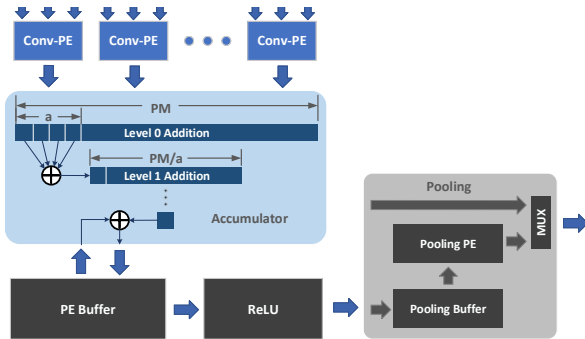 Conv-PE Conv-PE Conv-PE
PM
a
Level 0 Addition
PM/a
Level 1 Addition
Accumulator
Pooling
MUX
Pooling PE
PE Buffer
ReLU
Pooling Buffer